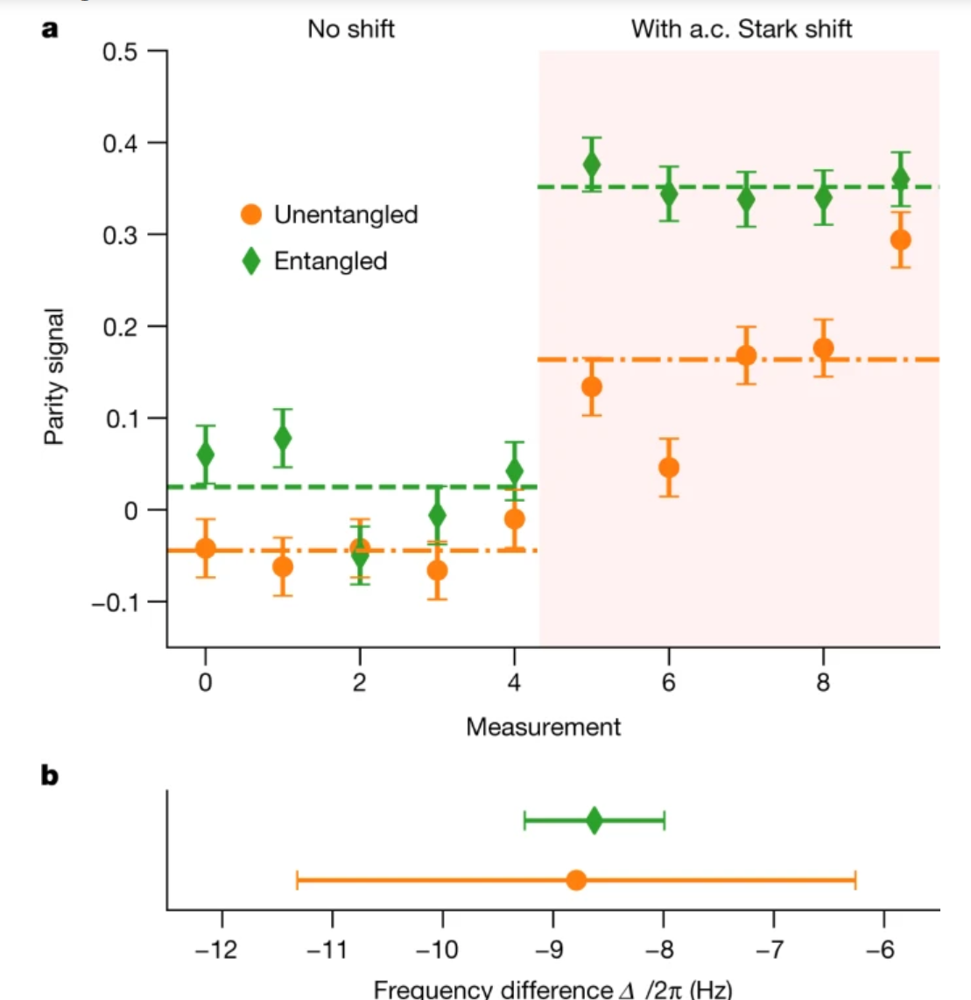 a
No shift
With a.c. Stark shift
0.5
0.4
0.3
0.2
0.1
0
−0.1
Unentangled
Entangled
Parity signal
0 2 4 6 8
Measurement
b
−12 −11 −10 −9 −8 −7 −6
Frequency difference Δ /2π (Hz)